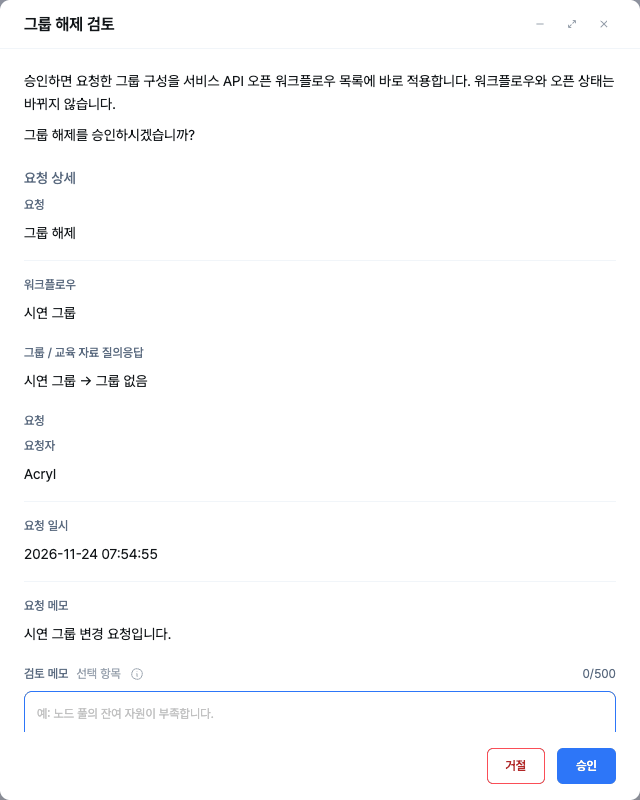 그룹 해제 검토
승인하면 요청한 그룹 구성을 서비스 API 오픈 워크플로우 목록에 바로 적용합니다. 워크플로우와 오픈 상태는
바뀌지 않습니다.
그룹 해제를 승인하시겠습니까?
요청 상세
요청
그룹 해제
워크플로우
시연 그룹
그룹 / 교육 자료 질의응답
시연 그룹 → 그룹 없음
요청
요청자
Acryl
요청 일시
2026-11-24 07:54:55
요청 메모
시연 그룹 변경 요청입니다.
검토 메모 선택 항목 0/500
예: 노드 풀의 잔여 자원이 부족합니다.
거절 승인